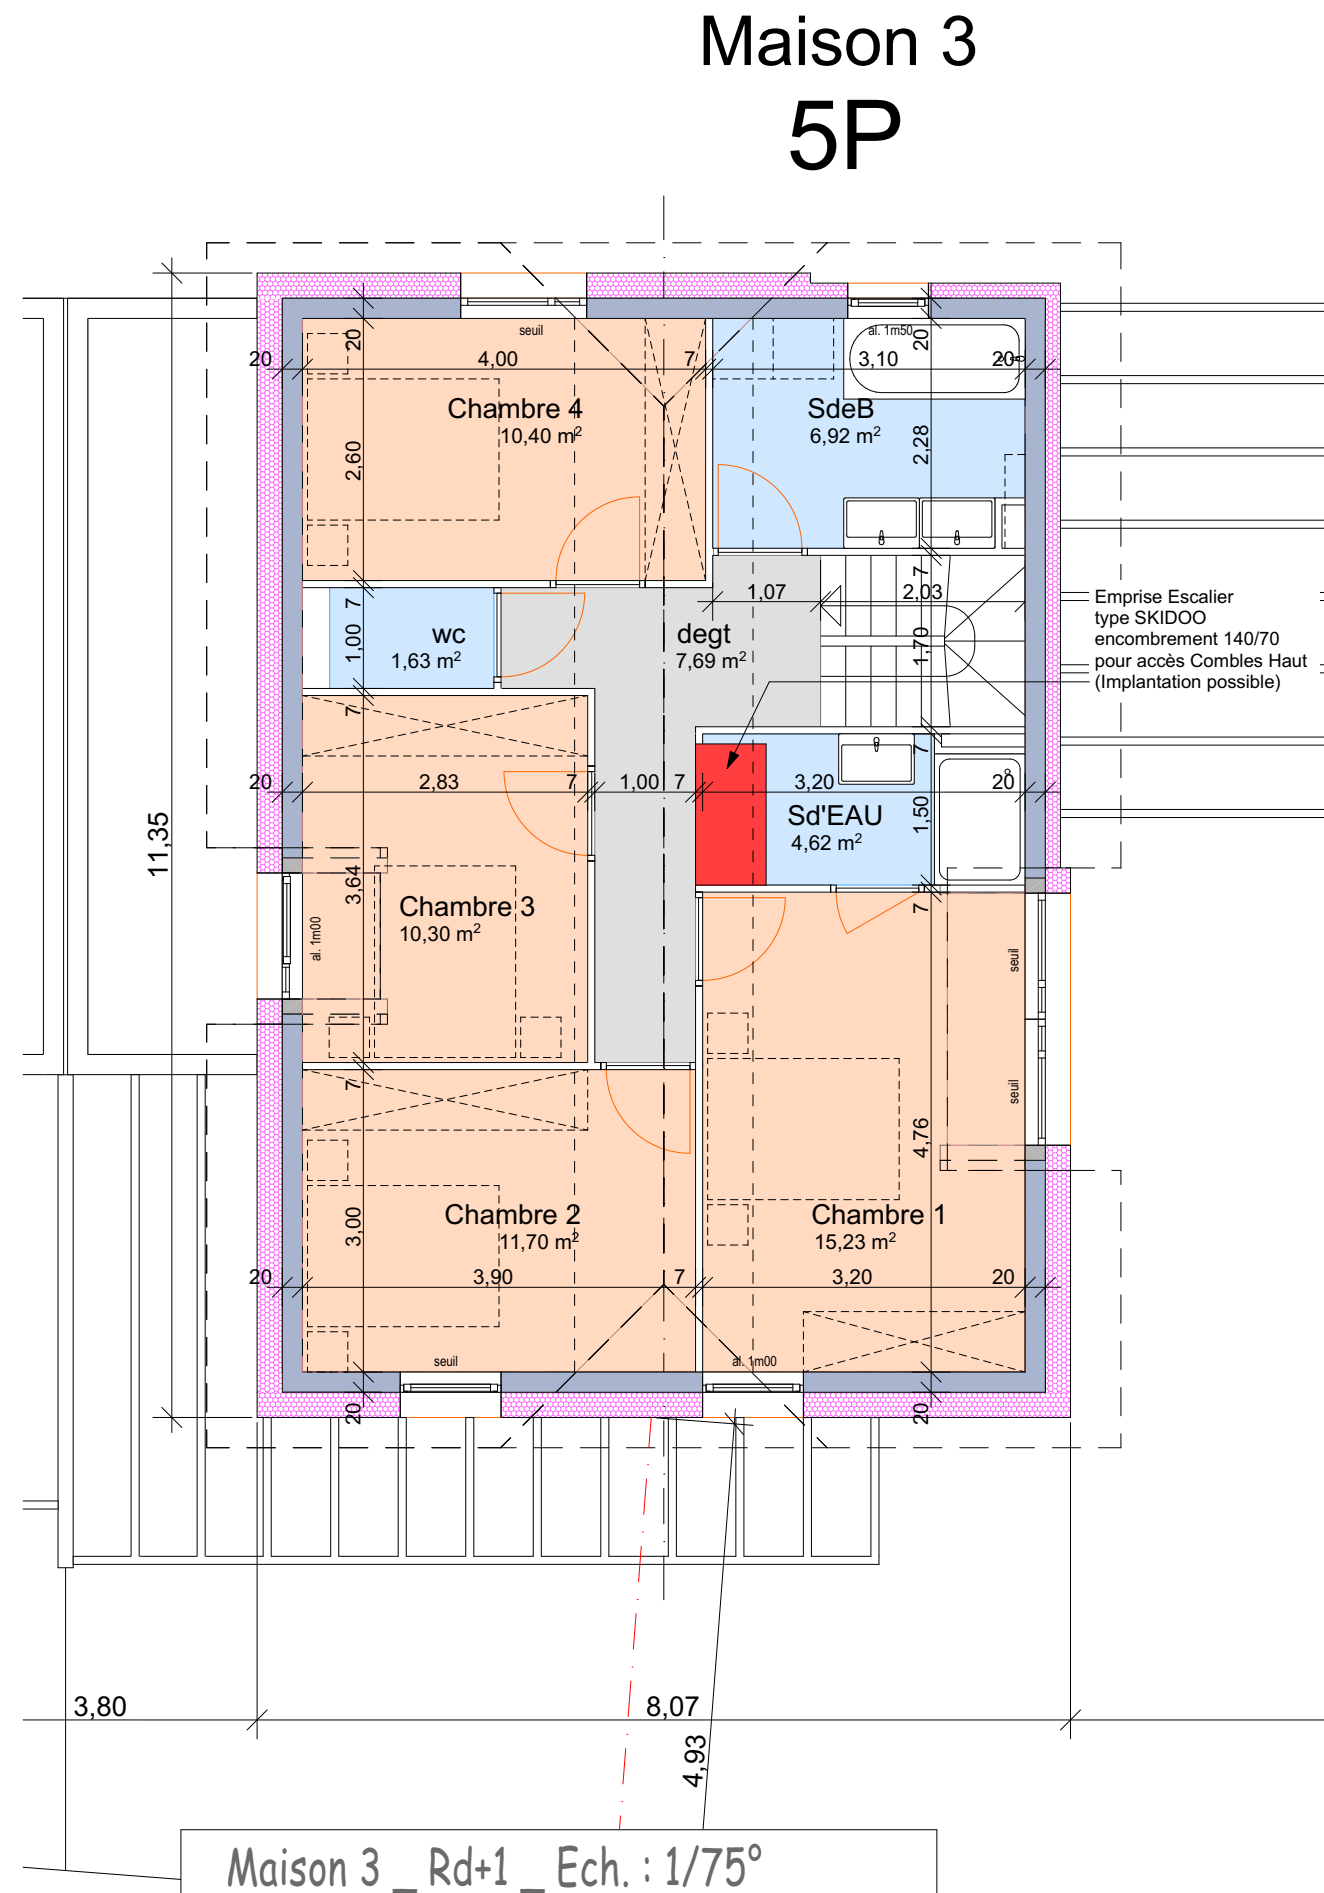 Maison 3
5P
seuil
al. 1m50
20
20
20
4,00
7
3,10
20
Chambre 4
10,40 m²
SdeB
6,92 m²
2,60
2,28
7
1,07
2,03
7
Emprise Escalier
type SKIDOO
encombrement 140/70
pour accès Combles Haut
(Implantation possible)
1,00
wc
1,63 m²
degt
7,69 m²
1,70
7
7
20
2,83
7
1,00
7
3,20
20
11,35
Sd'EAU
4,62 m²
1,50
3,64
Chambre 3
10,30 m²
7
al. 1m00
seuil
7
seuil
4,76
3,00
Chambre 2
11,70 m²
Chambre 1
15,23 m²
20
3,90
7
3,20
20
seuil
al. 1m00
20
20
3,80
8,07
4,93
Maison 3 _ Rd+1 _ Ech. : 1/75°